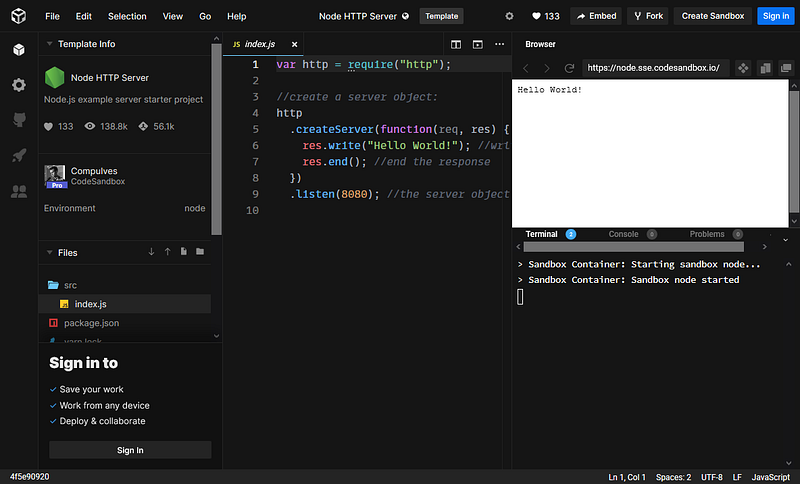 File Edit Selection View Go Help Node HTTP Server Template 133 Embed Fork Create Sandbox Sign In
Template Info
Node HTTP Server
Node.js example server starter project
133 138.8k 56.1k
Compulves
Pro CodeSandbox
Environment node
Files
src
JS index.js
package.json
yarn.lock
Sign in to
Save your work
Work from any device
Deploy & collaborate
Sign In
JS index.js
1 var http = require("http");
2
3 //create a server object:
4 http
5 .createServer(function(req, res) {
6 res.write("Hello World!"); //wri
7 res.end(); //end the response
8 })
9 .listen(8080); //the server object
10
Browser
https://node.sse.codesandbox.io/
Hello World!
Terminal 2 Console 0 Problems 0
> Sandbox Container: Starting sandbox node...
> Sandbox Container: Sandbox node started
4f5e90920 Ln 1, Col 1 Spaces: 2 UTF-8 LF JavaScript